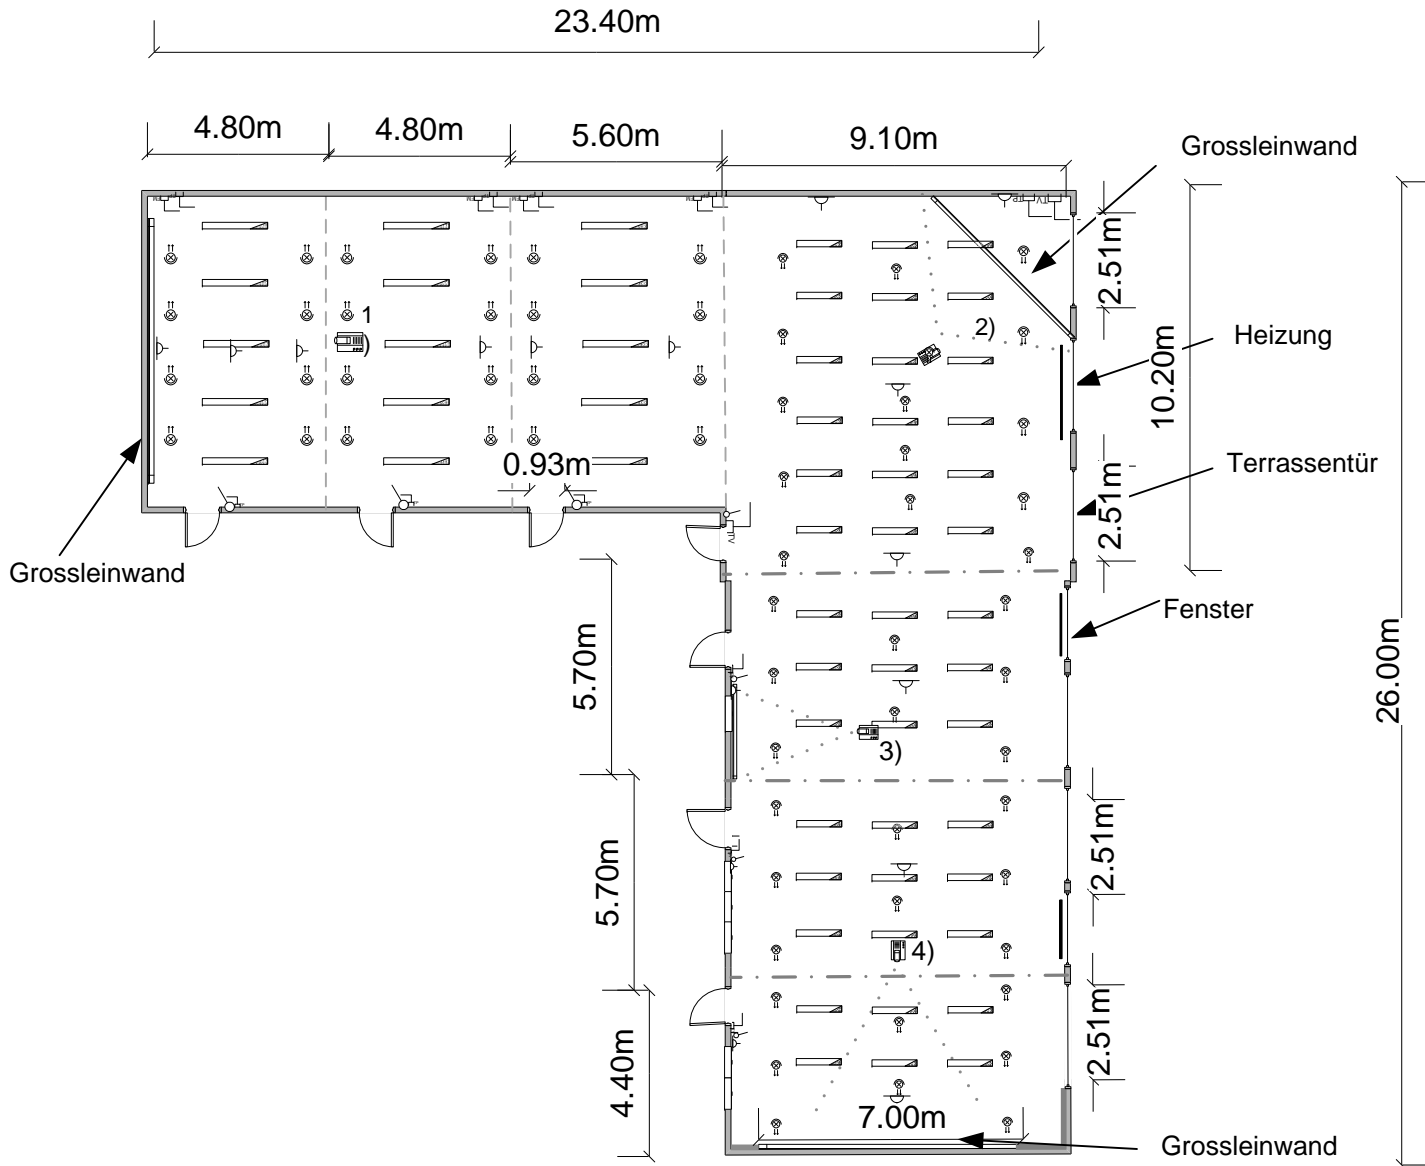 23.40m
4.80m
4.80m
5.60m
9.10m
Grossleinwand
2.51m
1
)
2)
Heizung
10.20m
0.93m
Terrassentür
2.51m
Grossleinwand
Fenster
5.70m
26.00m
3)
2.51m
5.70m
4)
2.51m
4.40m
7.00m
Grossleinwand